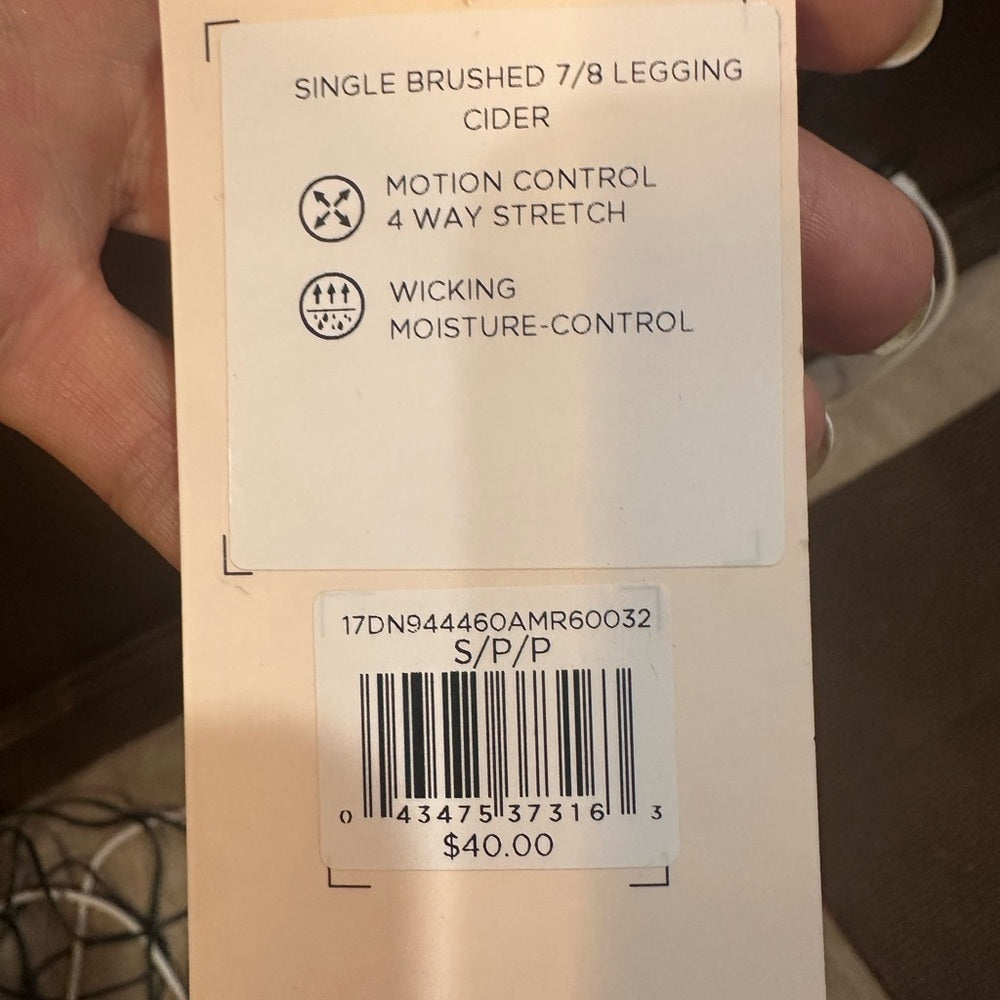 SINGLE BRUSHED 7/8 LEGGING
CIDER
MOTION CONTROL
4 WAY STRETCH
WICKING
MOISTURE-CONTROL
17DN944460AMR60032
S/P/P
0 43475 37316 3
$40.00